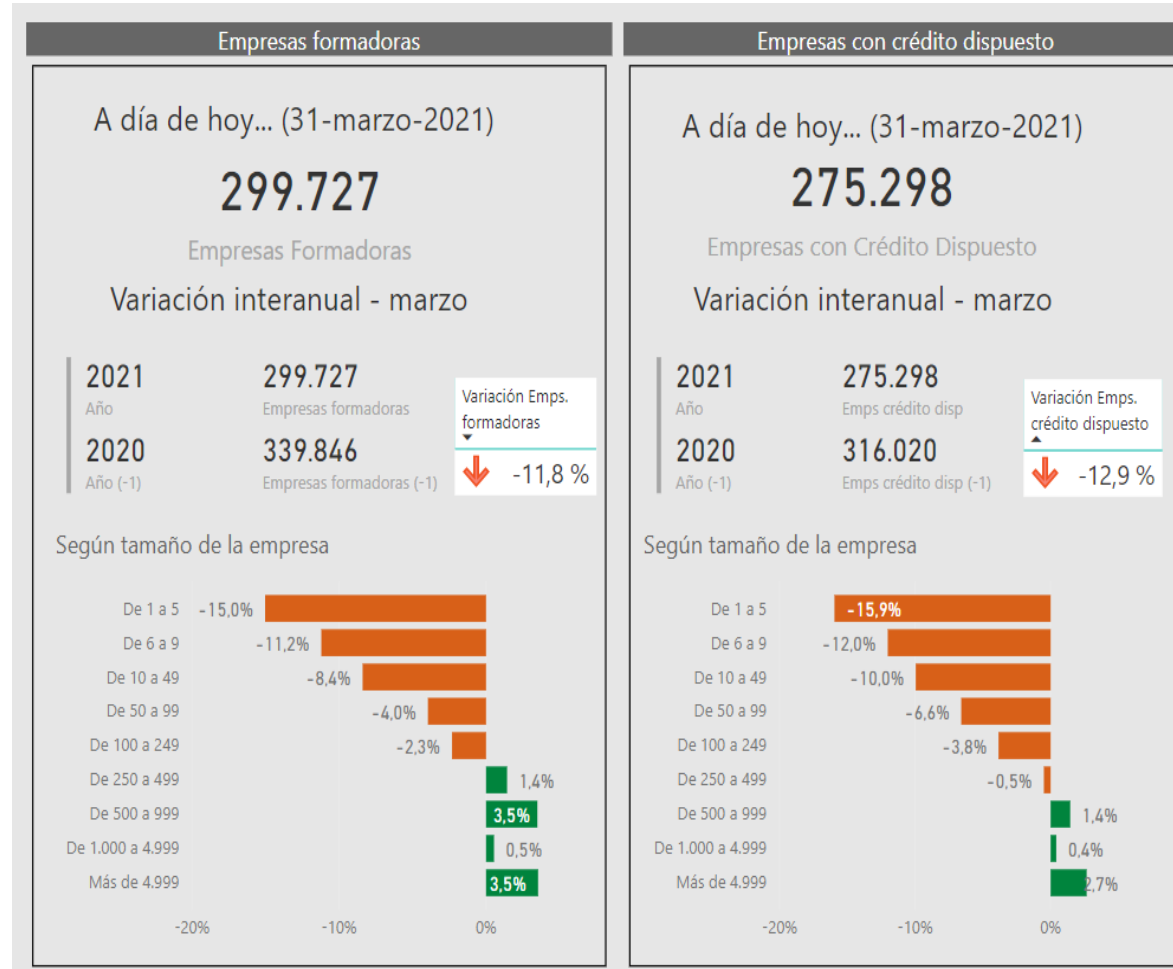 Empresas formadoras
A día de hoy... (31-marzo-2021)
299.727
Empresas Formadoras
Variación interanual - marzo
2021
299.727
Año
Empresas formadoras
2020
339.846
Año (-1)
Empresas formadoras (-1)
Variación Emps.
formadoras
-11,8 %
Según tamaño de la empresa
De 1 a 5 -15,0%
De 6 a 9 -11,2%
De 10 a 49 -8,4%
De 50 a 99 -4,0%
De 100 a 249 -2,3%
De 250 a 499 1,4%
De 500 a 999 3,5%
De 1.000 a 4.999 0,5%
Más de 4.999 3,5%
-20% -10% 0%
Empresas con crédito dispuesto
A día de hoy... (31-marzo-2021)
275.298
Empresas con Crédito Dispuesto
Variación interanual - marzo
2021
275.298
Año
Emps crédito disp
2020
316.020
Año (-1)
Emps crédito disp (-1)
Variación Emps.
crédito dispuesto
-12,9 %
Según tamaño de la empresa
De 1 a 5 -15,9%
De 6 a 9 -12,0%
De 10 a 49 -10,0%
De 50 a 99 -6,6%
De 100 a 249 -3,8%
De 250 a 499 -0,5%
De 500 a 999 1,4%
De 1.000 a 4.999 0,4%
Más de 4.999 2,7%
-20% -10% 0%